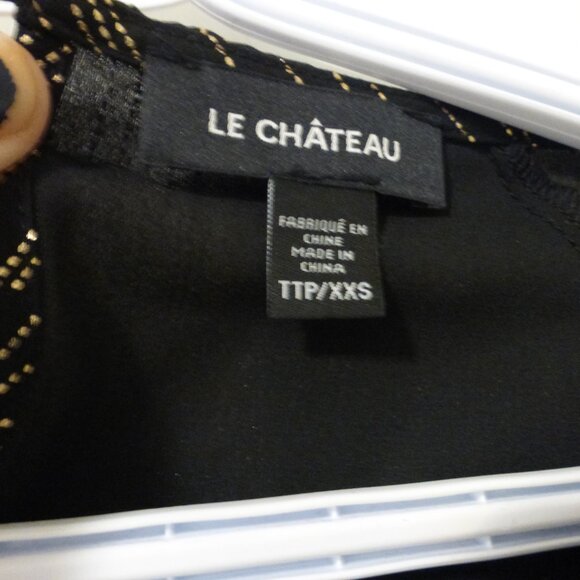 LE CHÂTEAU
FABRIQUÉ EN
CHINE
MADE IN
CHINA
TTP/XXS